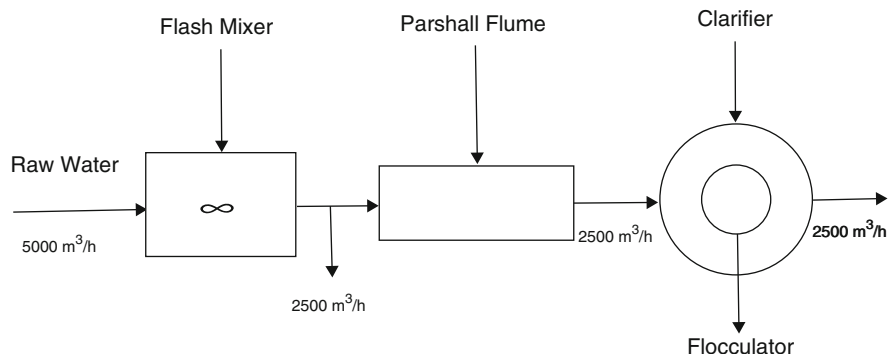 Flash Mixer
Parshall Flume
Clarifier
Raw Water
∞
5000 m³/h
2500 m³/h
2500 m³/h
2500 m³/h
Flocculator